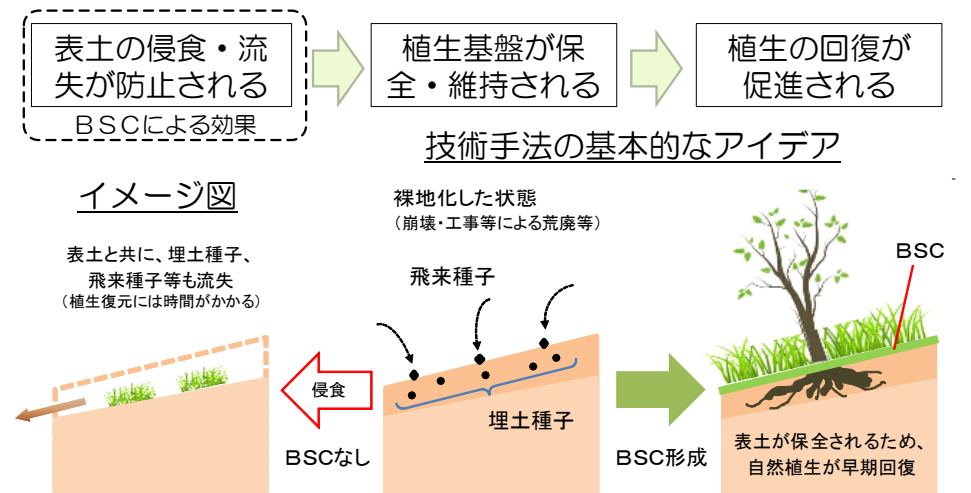 表土の侵食・流
失が防止される
BSCによる効果
植生基盤が保
全・維持される
植生の回復が
促進される
技術手法の基本的なアイデア
イメージ図
表土と共に、埋土種子、
飛来種子等も流失
（植生復元には時間がかかる）
裸地化した状態
（崩壊・工事等による荒廃等）
飛来種子
BSC
侵食
埋土種子
BSCなし
BSC形成
表土が保全されるため、
自然植生が早期回復